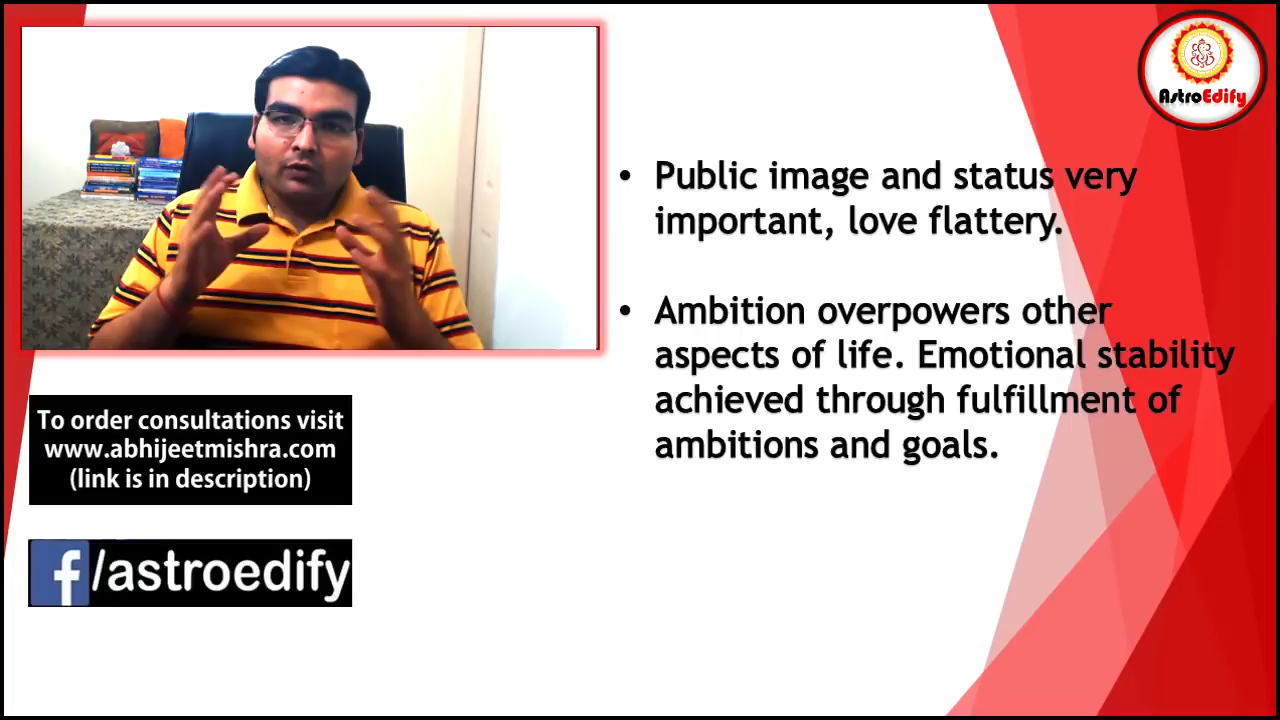 AstroEdify
• Public image and status very
important, love flattery.
• Ambition overpowers other
aspects of life. Emotional stability
achieved through fulfillment of
ambitions and goals.
To order consultations visit
www.abhijeetmishra.com
(link is in description)
f/astroedify